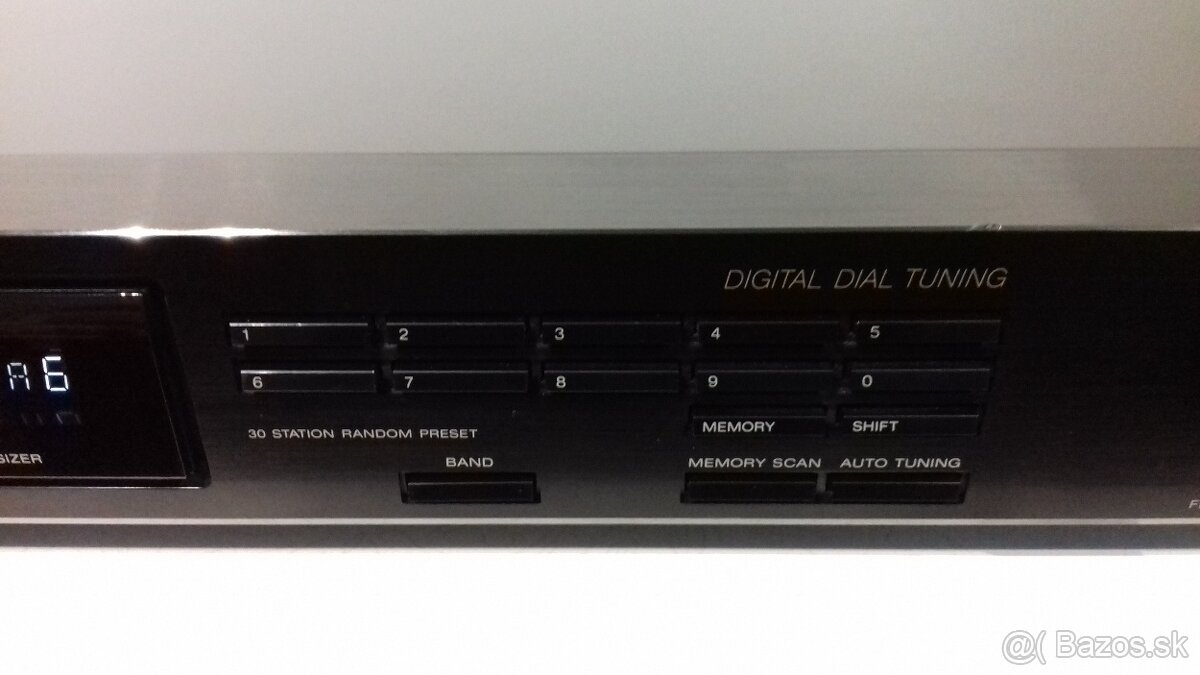 DIGITAL DIAL TUNING
1 2 3 4 5
A6
6 7 8 9 0
MEMORY SHIFT
30 STATION RANDOM PRESET
SIZER
BAND MEMORY SCAN AUTO TUNING
@( Bazos.sk